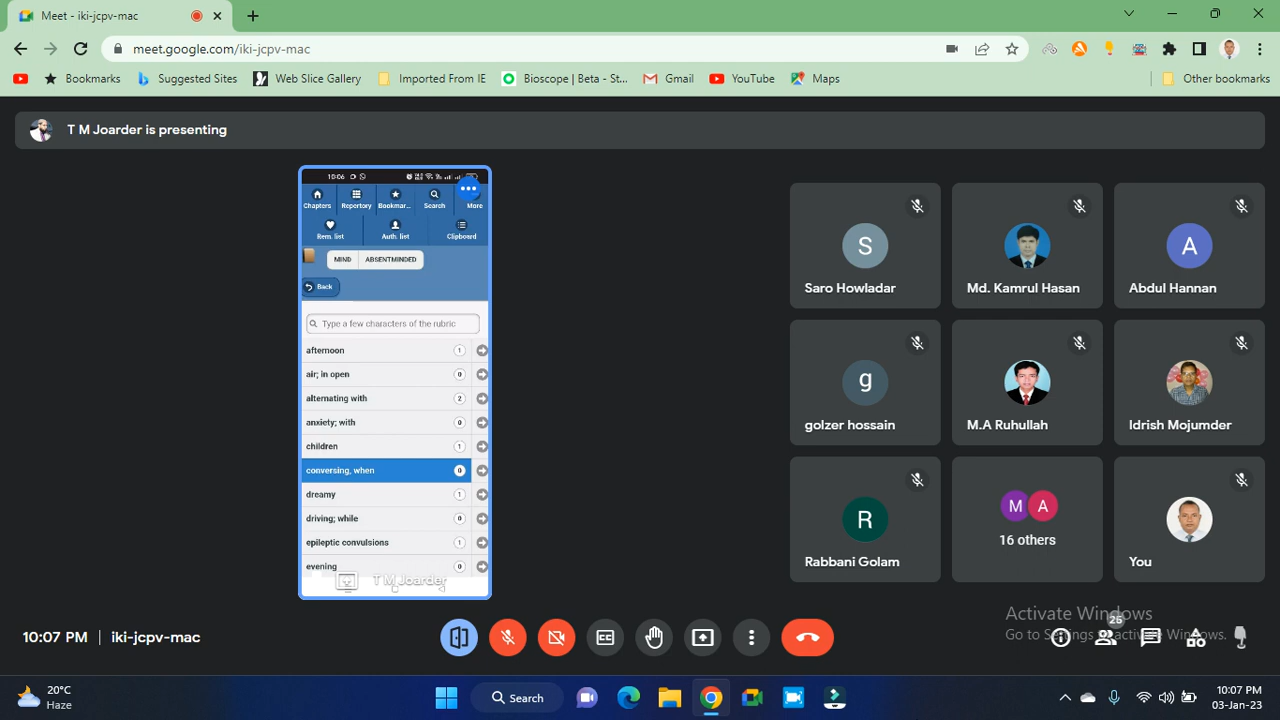 Meet - iki-jcpv-mac
meet.google.com/iki-jcpv-mac
Bookmarks
Suggested Sites
Web Slice Gallery
Imported From IE
Bioscope | Beta - St...
Gmail
YouTube
Maps
Other bookmarks
T M Joarder is presenting
10:06
Chapters
Repertory
Bookmar...
Search
More
Rem. list
Auth. list
Clipboard
MIND
ABSENTMINDED
Back
Type a few characters of the rubric
afternoon 1
air; in open 0
alternating with 2
anxiety; with 0
children 1
conversing, when 0
dreamy 1
driving; while 0
epileptic convulsions 1
evening 0
T M Joarder
S
Saro Howladar
Md. Kamrul Hasan
A
Abdul Hannan
g
golzer hossain
M.A Ruhullah
Idrish Mojumder
R
Rabbani Golam
M A
16 others
You
Activate Windows
Go to Settings to activate Windows.
10:07 PM | iki-jcpv-mac
CC
26
20°C
Haze
Search
10:07 PM
03-Jan-23